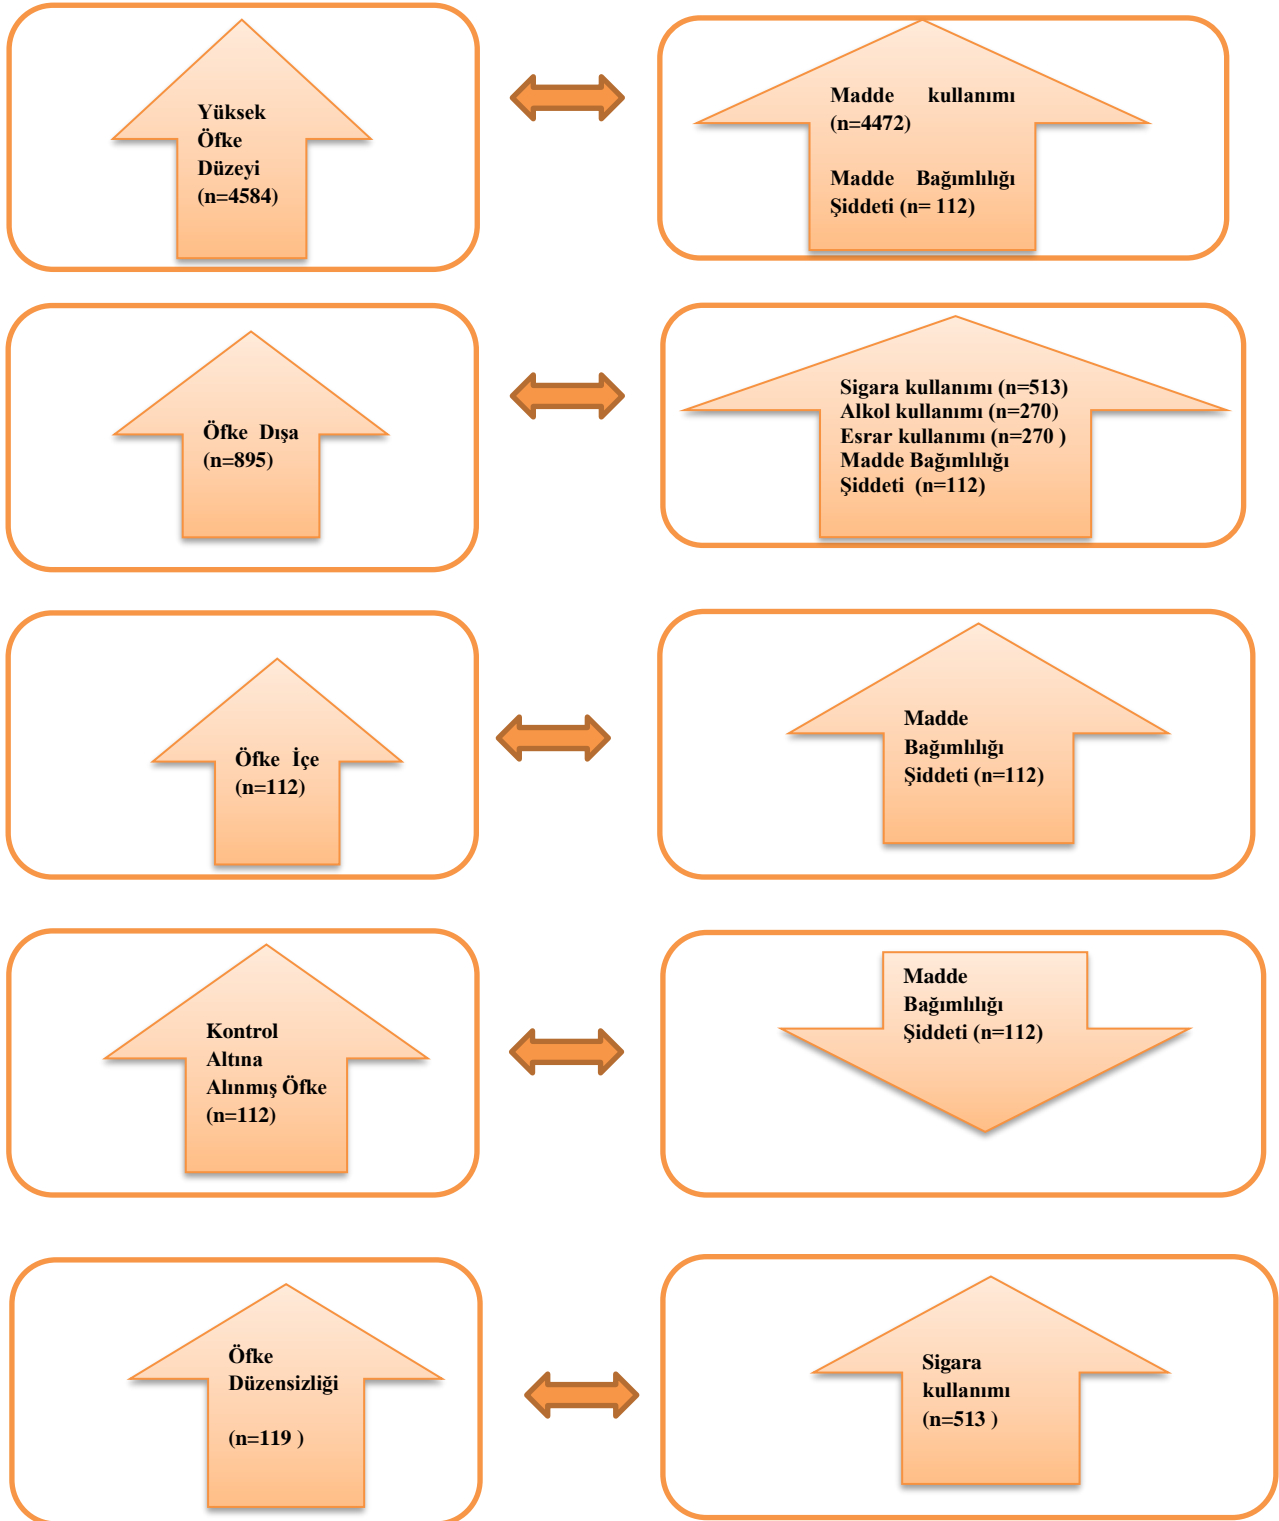 Yüksek
Öfke
Düzeyi
(n=4584)
Madde kullanımı
(n=4472)
Madde Bağımlılığı
Şiddeti (n= 112)
Öfke Dışa
(n=895)
Sigara kullanımı (n=513)
Alkol kullanımı (n=270)
Esrar kullanımı (n=270 )
Madde Bağımlılığı
Şiddeti (n=112)
Öfke İçe
(n=112)
Madde
Bağımlılığı
Şiddeti (n=112)
Kontrol
Altına
Alınmış Öfke
(n=112)
Madde
Bağımlılığı
Şiddeti (n=112)
Öfke
Düzensizliği
(n=119 )
Sigara
kullanımı
(n=513 )